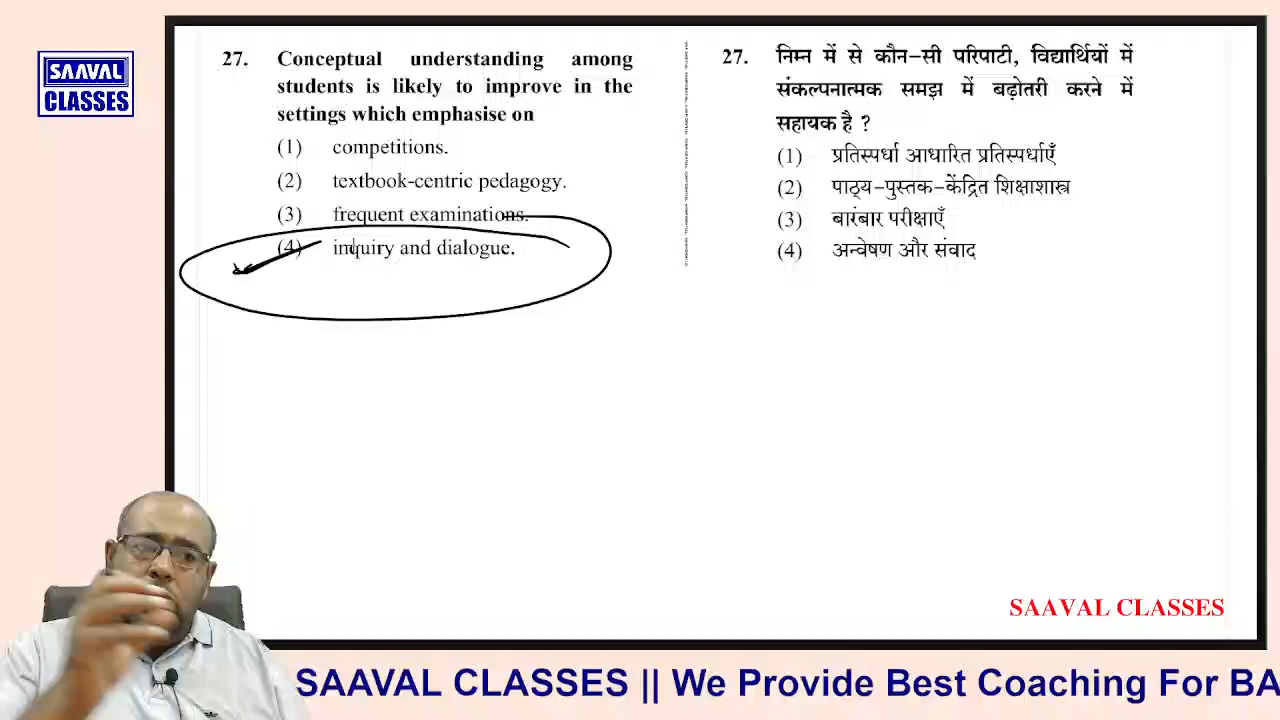 SAAVAL
CLASSES
27. Conceptual understanding among
students is likely to improve in the
settings which emphasise on
(1) competitions.
(2) textbook-centric pedagogy.
(3) frequent examinations.
(4) inquiry and dialogue.
27. निम्न में से कौन-सी परिपाटी, विद्यार्थियों में
संकल्पनात्मक समझ में बढ़ोतरी करने में
सहायक है ?
(1) प्रतिस्पर्धा आधारित प्रतिस्पर्धाएँ
(2) पाठ्य-पुस्तक-केंद्रित शिक्षाशास्त्र
(3) बारंबार परीक्षाएँ
(4) अन्वेषण और संवाद
SAAVAL CLASSES
SAAVAL CLASSES || We Provide Best Coaching For BA